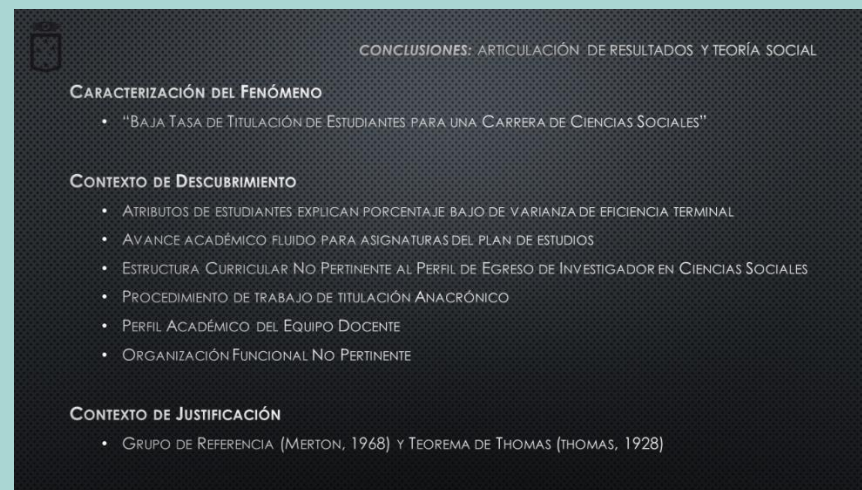 CONCLUSIONES: ARTICULACIÓN DE RESULTADOS Y TEORÍA SOCIAL
CARACTERIZACIÓN DEL FENÓMENO
• “BAJA TASA DE TITULACIÓN DE ESTUDIANTES PARA UNA CARRERA DE CIENCIAS SOCIALES”
CONTEXTO DE DESCUBRIMIENTO
• ATRIBUTOS DE ESTUDIANTES EXPLICAN PORCENTAJE BAJO DE VARIANZA DE EFICIENCIA TERMINAL
• AVANCE ACADÉMICO FLUIDO PARA ASIGNATURAS DEL PLAN DE ESTUDIOS
• ESTRUCTURA CURRICULAR NO PERTINENTE AL PERFIL DE EGRESO DE INVESTIGADOR EN CIENCIAS SOCIALES
• PROCEDIMIENTO DE TRABAJO DE TITULACIÓN ANACRÓNICO
• PERFIL ACADÉMICO DEL EQUIPO DOCENTE
• ORGANIZACIÓN FUNCIONAL NO PERTINENTE
CONTEXTO DE JUSTIFICACIÓN
• GRUPO DE REFERENCIA (MERTON, 1968) Y TEOREMA DE THOMAS (THOMAS, 1928)